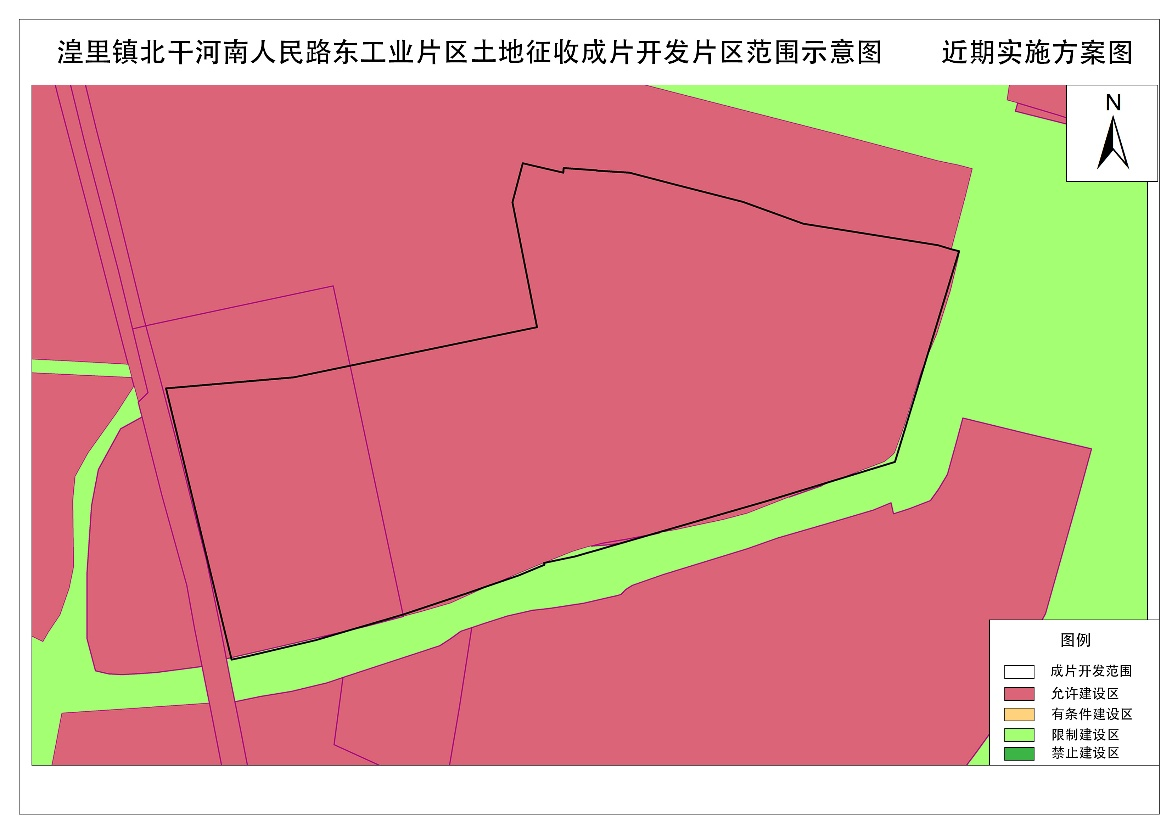 湟里镇北干河南人民路东工业片区土地征收成片开发片区范围示意图 近期实施方案图
N
图例
成片开发范围
允许建设区
有条件建设区
限制建设区
禁止建设区